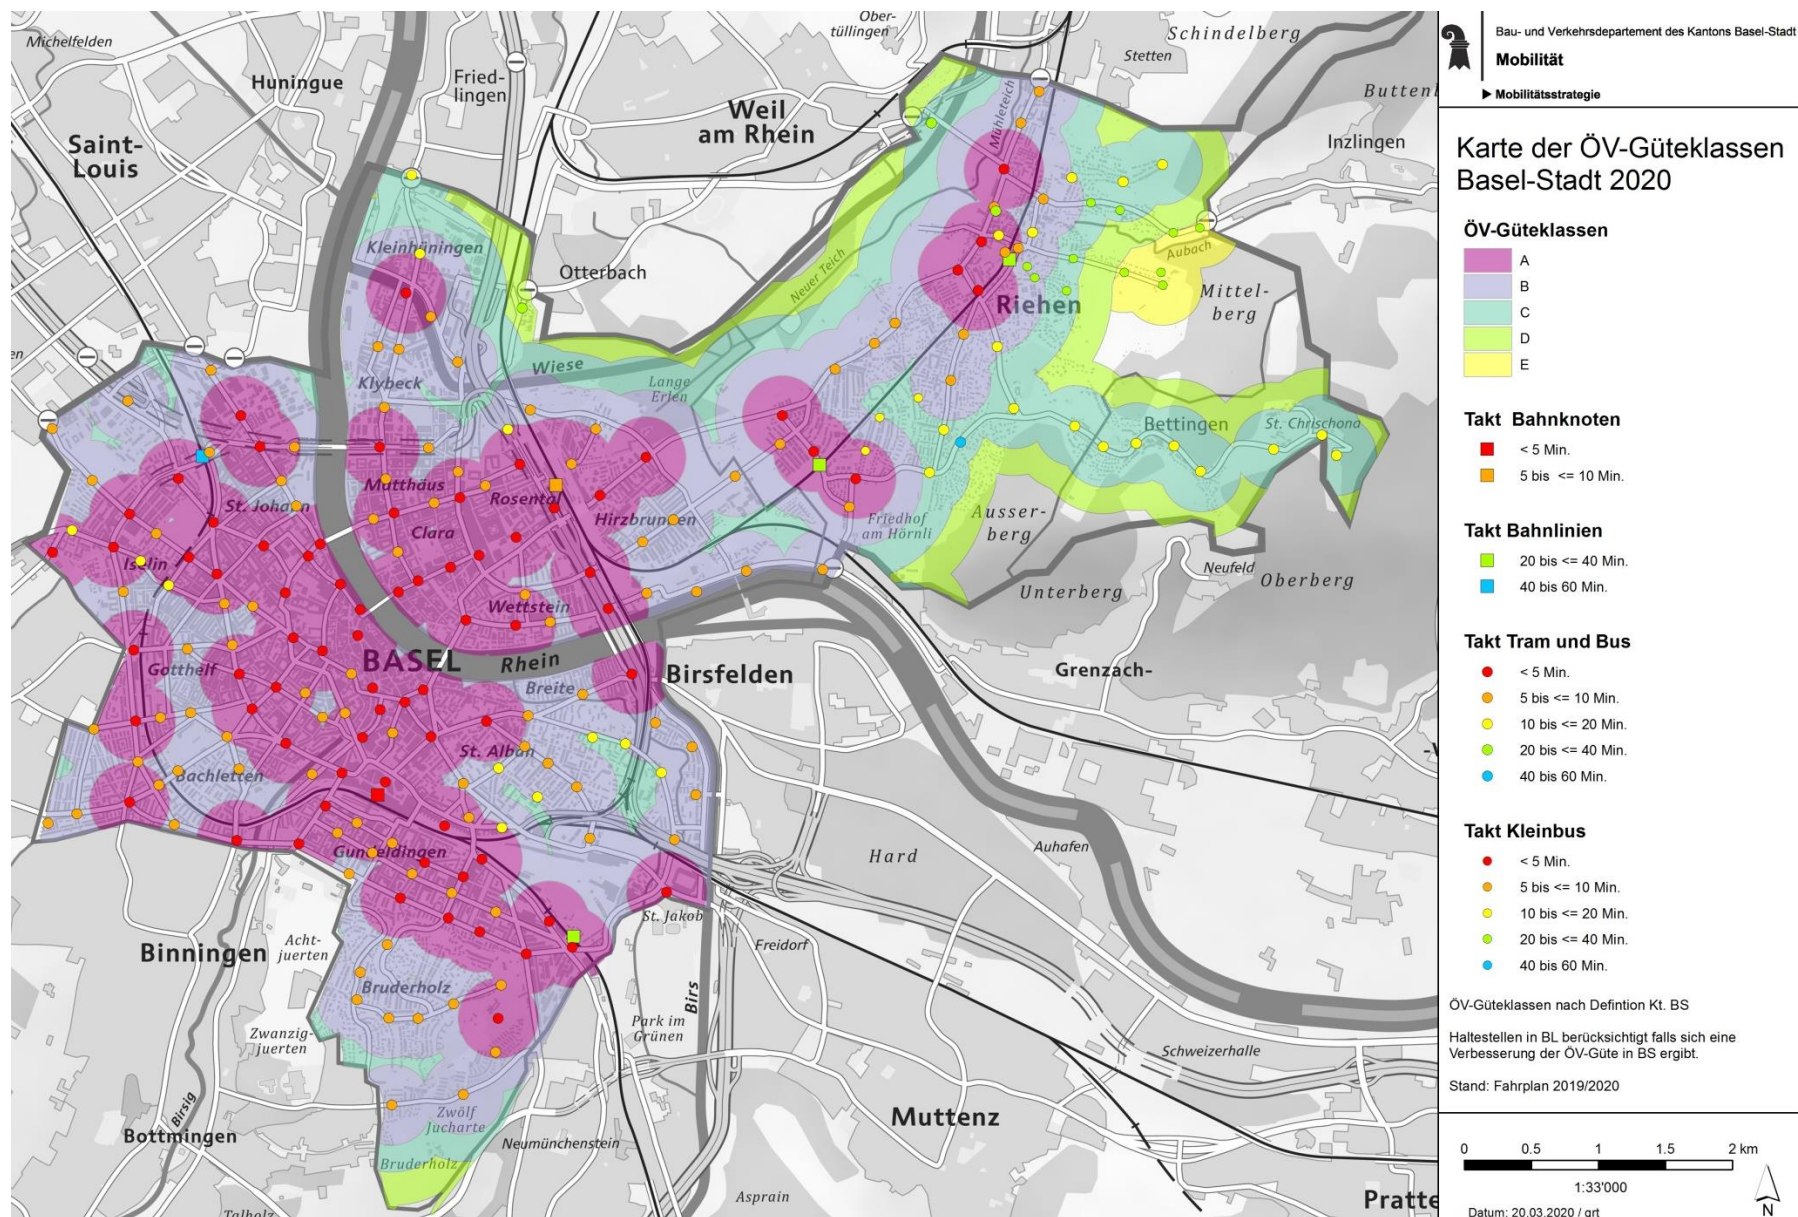 Michelfelden
Huningue
Fried-
lingen
Ober-
tüllingen
Schindelberg
Stetten
Weil
am Rhein
Saint-
Louis
Mühleteich
Inzlingen
Kleinhüningen
Otterbach
Neuer Teich
Aubach
Mittel-
berg
Riehen
Wiese
Klybeck
Lange
Erlen
Bettingen
St. Chrischona
Matthäus
Rosental
St. Johann
Clara
Hirzbrunnen
Friedhof
am Hörnli
Ausser-
berg
Iselin
Neufeld
Oberberg
Unterberg
Wettstein
Gotthelf
BASEL
Rhein
Birsfelden
Grenzach-
Breite
St. Alban
Bachletten
Gundeldingen
Hard
Auhafen
St. Jakob
Freidorf
Binningen
Acht-
juerten
Bruderholz
Birs
Zwanzig-
juerten
Park im
Grünen
Schweizerhalle
Birsig
Zwölf
Jucharte
Muttenz
Bottmingen
Neumünchenstein
Bruderholz
Asprain
Talholz
Bau- und Verkehrsdepartement des Kantons Basel-Stadt
Mobilität
Mobilitätsstrategie
Karte der ÖV-Güteklassen
Basel-Stadt 2020
ÖV-Güteklassen
A
B
C
D
E
Takt Bahnknoten
< 5 Min.
5 bis <= 10 Min.
Takt Bahnlinien
20 bis <= 40 Min.
40 bis 60 Min.
Takt Tram und Bus
< 5 Min.
5 bis <= 10 Min.
10 bis <= 20 Min.
20 bis <= 40 Min.
40 bis 60 Min.
Takt Kleinbus
< 5 Min.
5 bis <= 10 Min.
10 bis <= 20 Min.
20 bis <= 40 Min.
40 bis 60 Min.
ÖV-Güteklassen nach Defintion Kt. BS
Haltestellen in BL berücksichtigt falls sich eine
Verbesserung der ÖV-Güte in BS ergibt.
Stand: Fahrplan 2019/2020
0 0.5 1 1.5 2 km
1:33'000
N
Datum: 20.03.2020 / grt